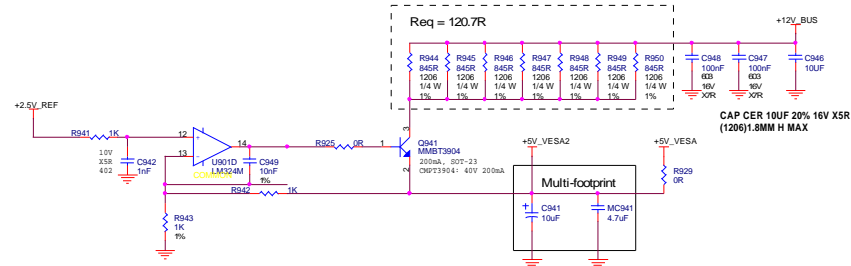 Req = 120.7R
+12V_BUS
R944
845R
1206
1/4 W
1%
R945
845R
1206
1/4 W
1%
R946
845R
1206
1/4 W
1%
R947
845R
1206
1/4 W
1%
R948
845R
1206
1/4 W
1%
R949
845R
1206
1/4 W
1%
R950
845R
1206
1/4 W
1%
C948
100nF
603
16V
X7R
C947
100nF
603
16V
X7R
C946
10UF
CAP CER 10UF 20% 16V X5R
(1206)1.8MM H MAX
+2.5V_REF
R941
1K
10V
X5R
402
C942
1nF
12
13
14
+
-
U901D
LM324M
C949
10nF
1%
R925
0R
1
3
2
Q941
MMBT3904
200mA, SOT-23
CMPT3904: 40V 200mA
R942
1K
R943
1K
1%
+5V_VESA2
+5V_VESA
R929
0R
Multi-footprint
+
C941
10uF
MC941
4.7uF